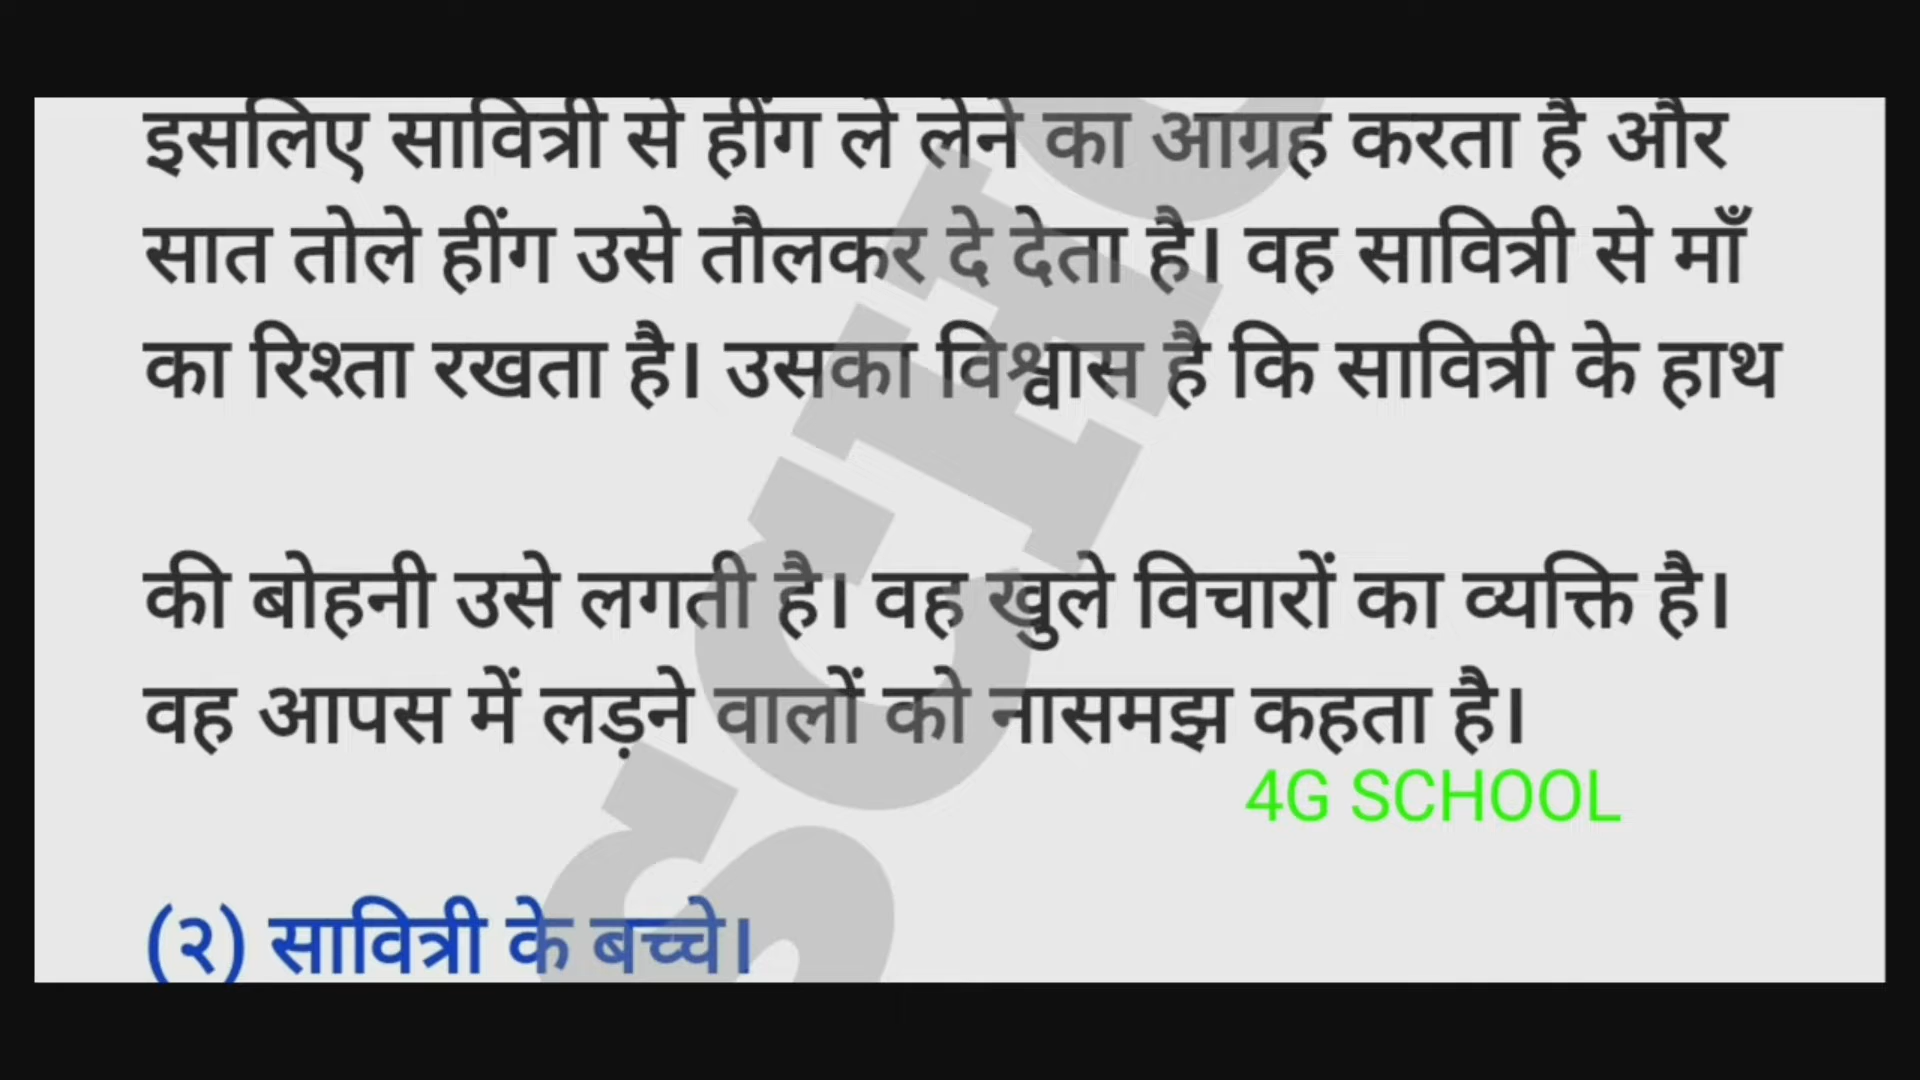 इसलिए सावित्री से हींग ले लेने का आग्रह करता है और
सात तोले हींग उसे तौलकर दे देता है। वह सावित्री से माँ
का रिश्ता रखता है। उसका विश्वास है कि सावित्री के हाथ
की बोहनी उसे लगती है। वह खुले विचारों का व्यक्ति है।
वह आपस में लड़ने वालों को नासमझ कहता है।
4G SCHOOL
(२) सावित्री के बच्चे।